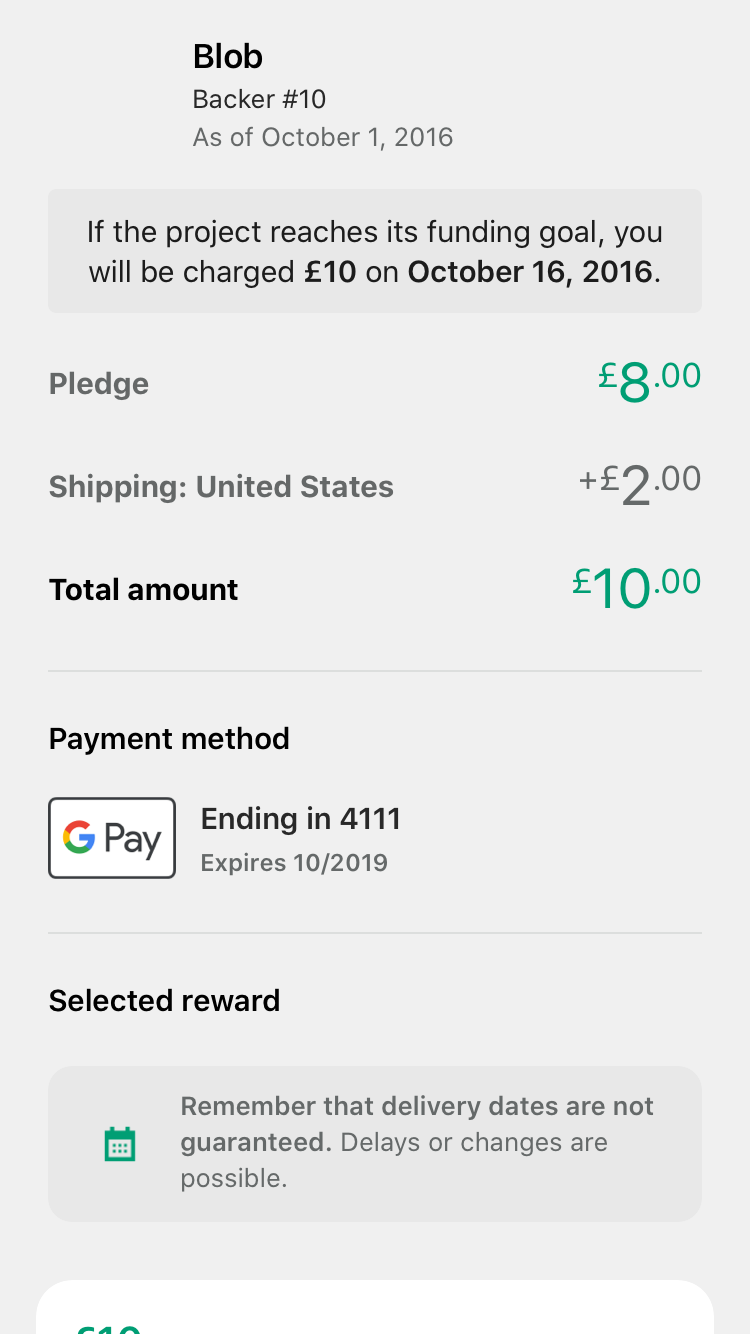 Blob
Backer #10
As of October 1, 2016
If the project reaches its funding goal, you
will be charged £10 on October 16, 2016.
Pledge £8.00
Shipping: United States +£2.00
Total amount £10.00
Payment method
G Pay
Ending in 4111
Expires 10/2019
Selected reward
Remember that delivery dates are not
guaranteed. Delays or changes are
possible.
£10